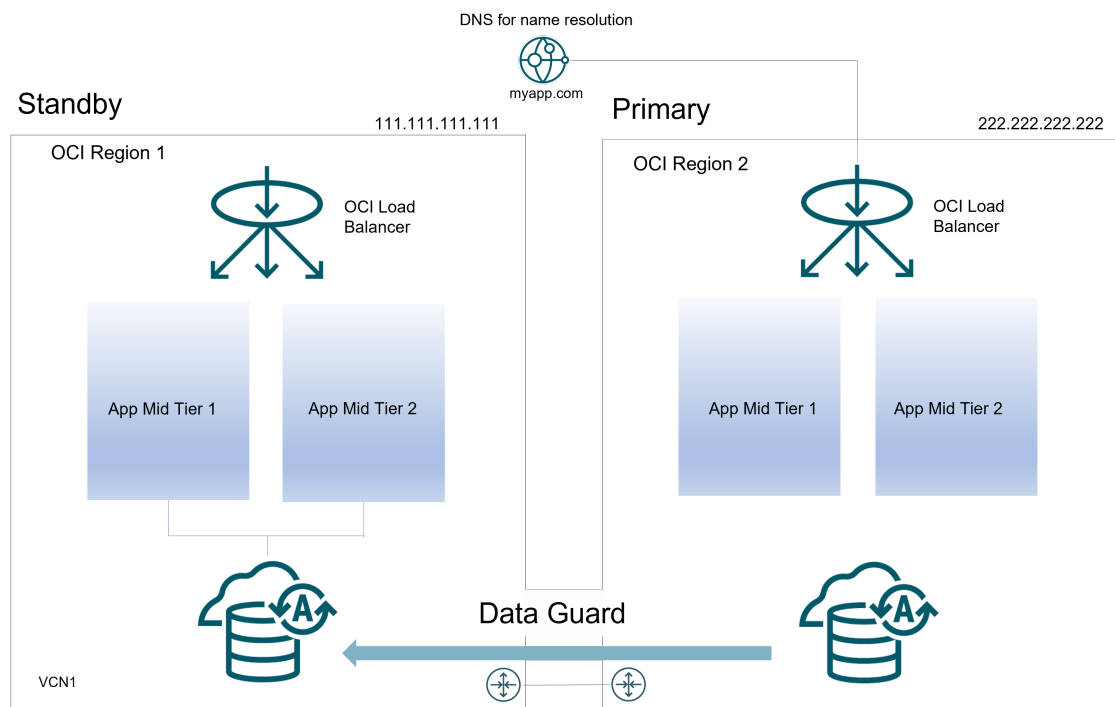 DNS for name resolution
myapp.com
Standby
111.111.111.111
OCI Region 1
OCI Load
Balancer
App Mid Tier 1
App Mid Tier 2
Primary
222.222.222.222
OCI Region 2
OCI Load
Balancer
App Mid Tier 1
App Mid Tier 2
A
Data Guard
A
VCN1